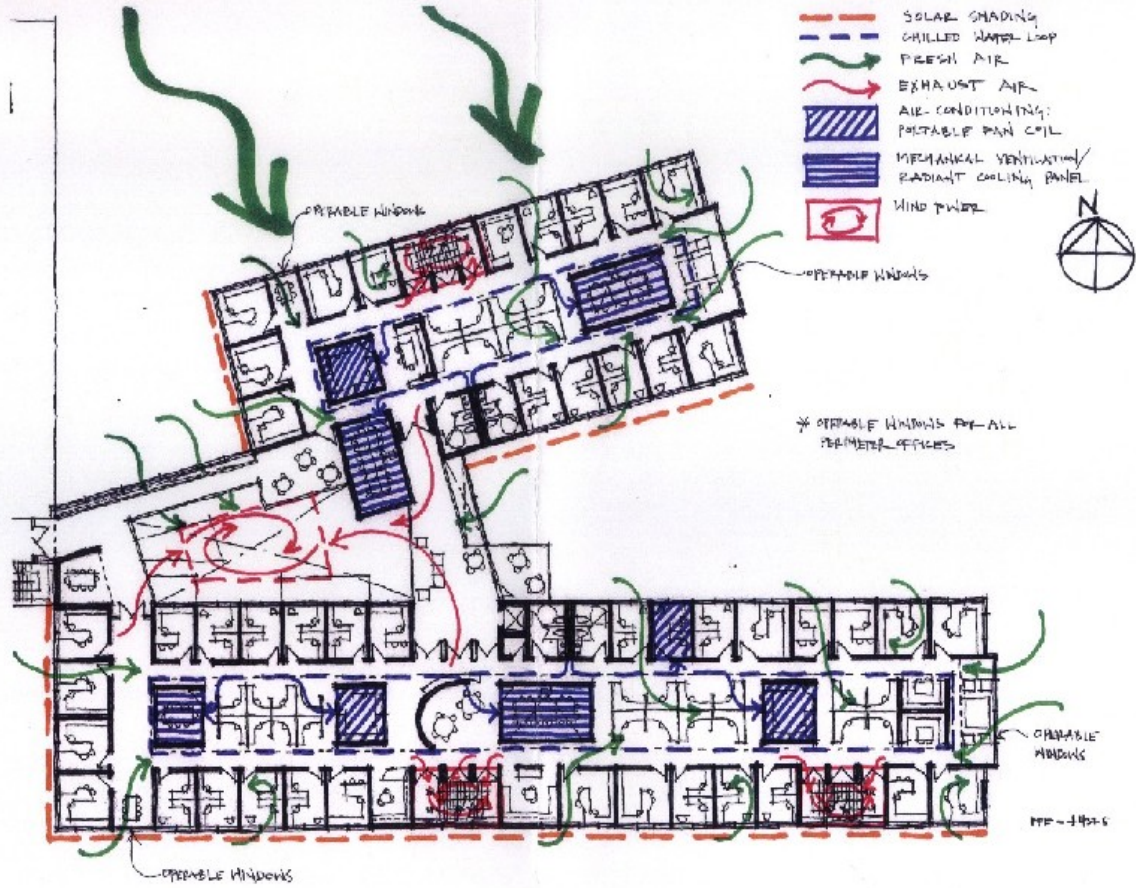 SOLAR SHADING
CHILLED WATER LOOP
FRESH AIR
EXHAUST AIR
AIR CONDITIONING:
PORTABLE FAN COIL
MECHANICAL VENTILATION/
RADIANT COOLING PANEL
WIND POWER
N
OPERABLE WINDOWS
OPERABLE WINDOWS
* OPERABLE WINDOWS FOR ALL
PERIMETER OFFICES
OPERABLE
WINDOWS
OPERABLE WINDOWS